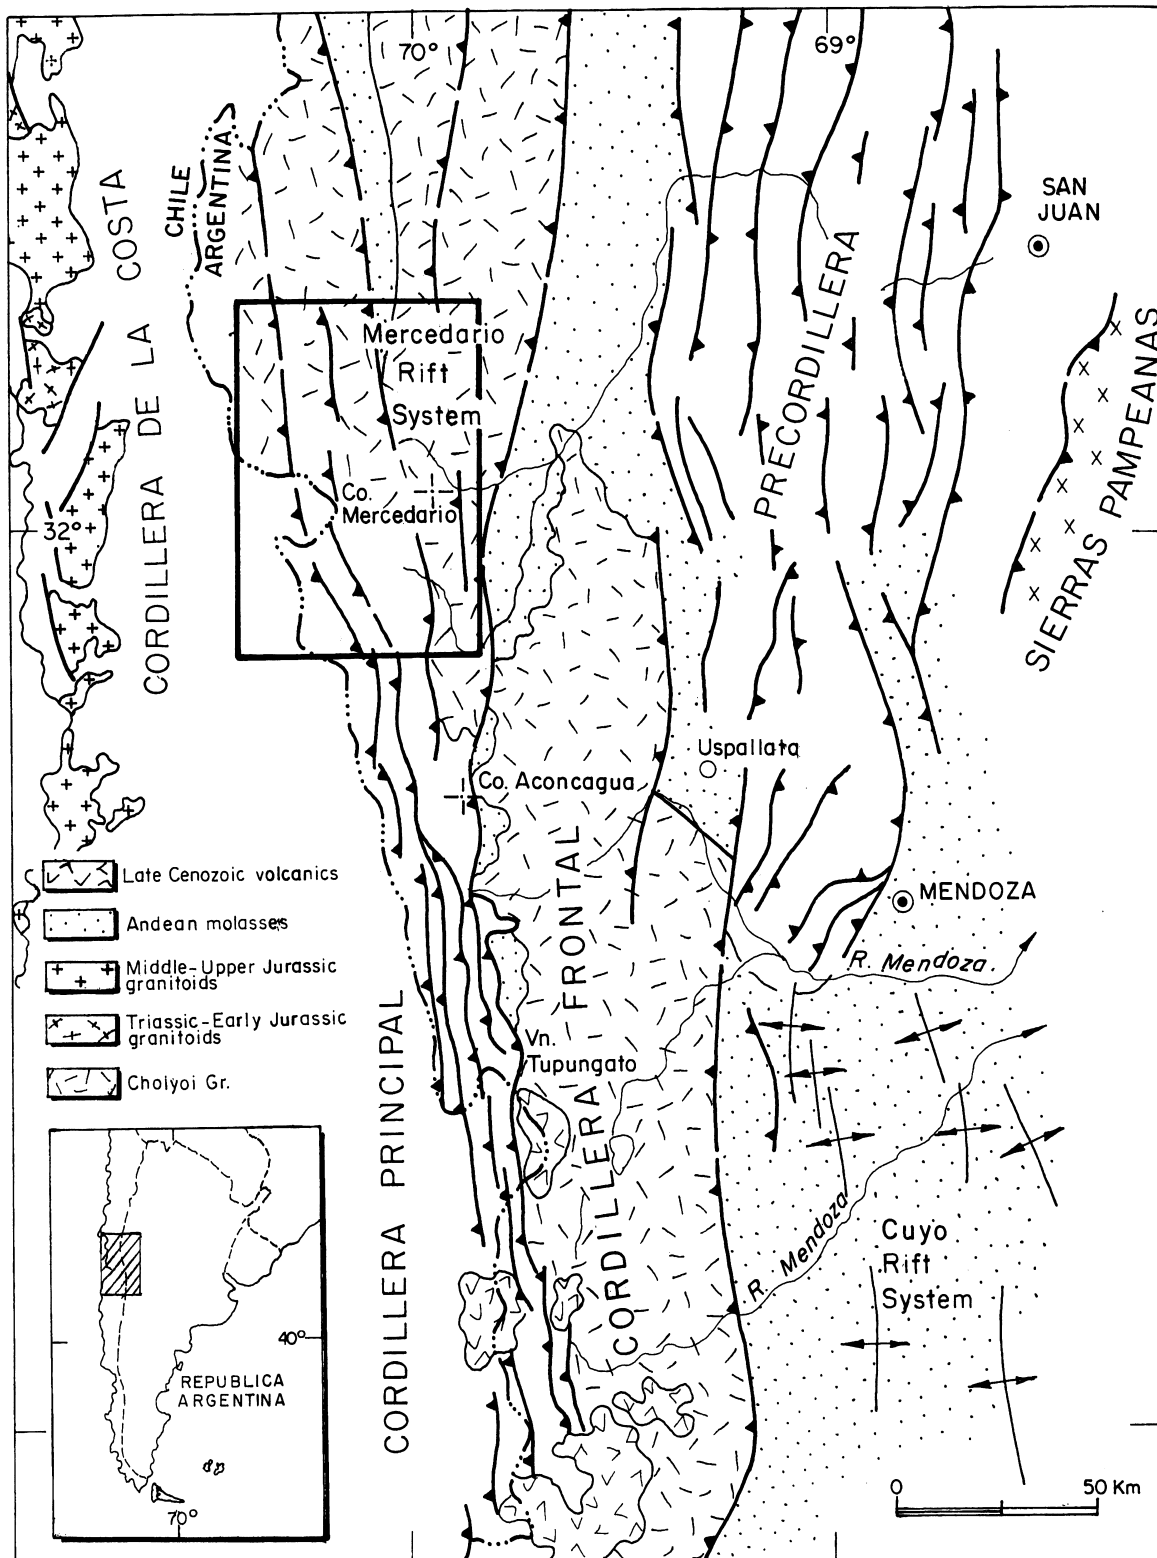 70°
69°
CHILE
ARGENTINA
SAN
JUAN
COSTA
CORDILLERA DE LA
Mercedario
Rift
System
PRECORDILLERA
SIERRAS PAMPEANAS
Co.
Mercedario
32°
Uspallata
Co. Aconcagua
Late Cenozoic volcanics
Andean molasses
Middle-Upper Jurassic
granitoids
Triassic-Early Jurassic
granitoids
Choiyoi Gr.
MENDOZA
R. Mendoza.
CORDILLERA PRINCIPAL
CORDILLERA FRONTAL
Vn.
Tupungato
R. Mendoza
Cuyo
Rift
System
40°
REPUBLICA
ARGENTINA
70°
0 50 Km